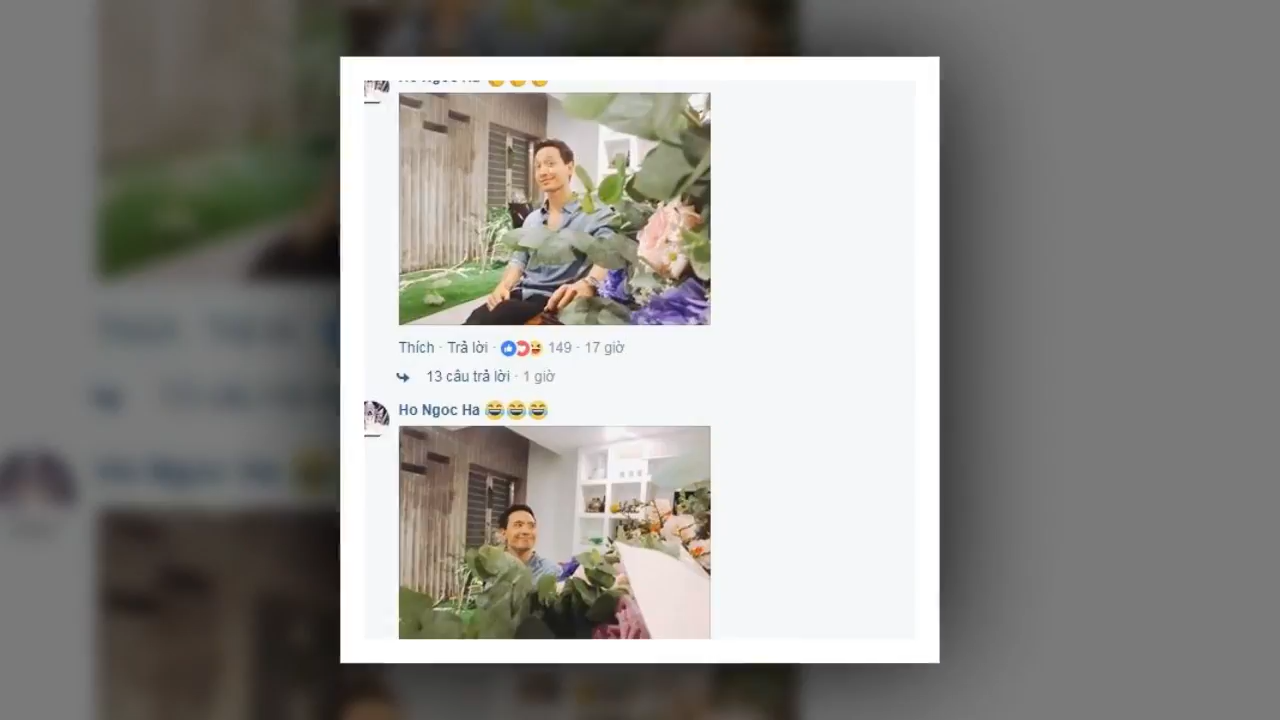 Thích · Trả lời · 149 · 17 giờ
13 câu trả lời · 1 giờ
Ho Ngoc Ha 😂😂😂